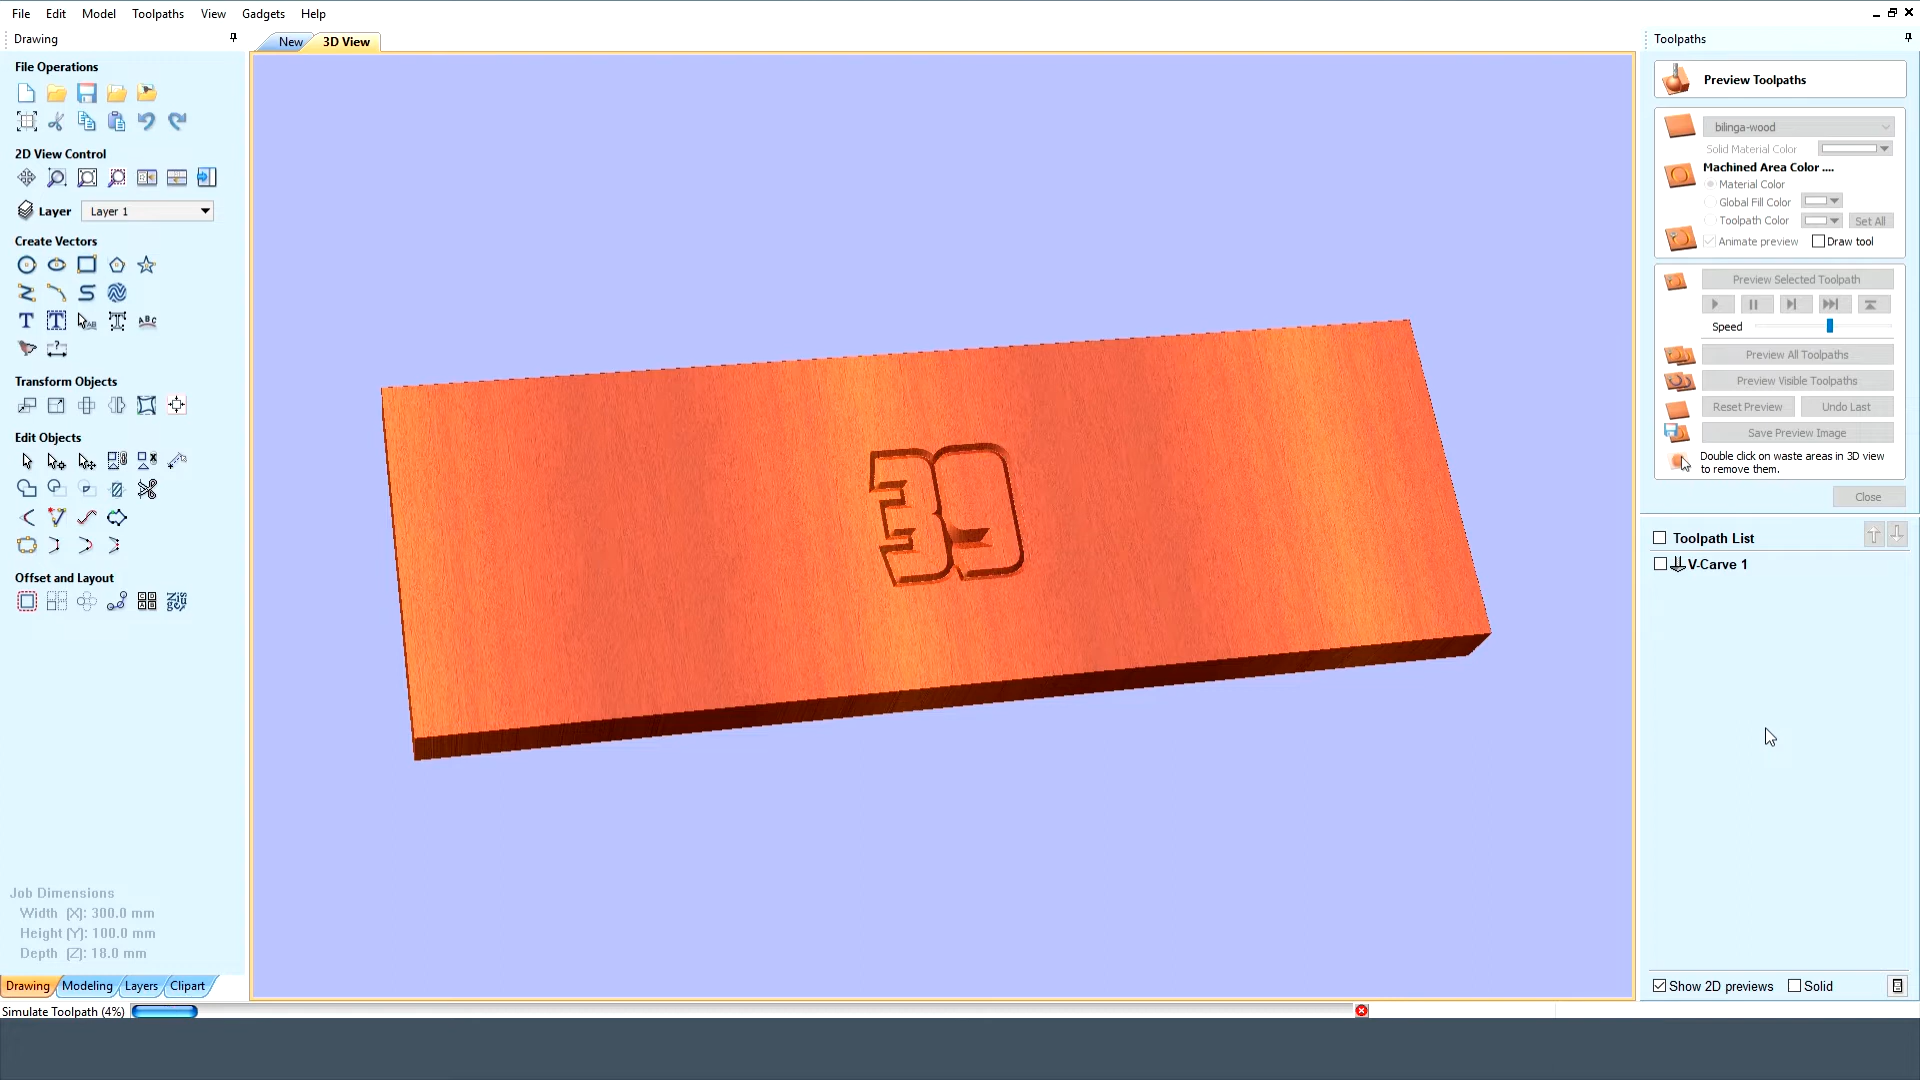 File Edit Model Toolpaths View Gadgets Help
Drawing
New 3D View
Toolpaths
File Operations
2D View Control
Layer Layer 1
Create Vectors
Transform Objects
Edit Objects
Offset and Layout
Job Dimensions
Width (X): 300.0 mm
Height (Y): 100.0 mm
Depth (Z): 18.0 mm
Drawing Modeling Layers Clipart
Simulate Toolpath (4%)
39
Preview Toolpaths
bilinga-wood
Solid Material Color
Machined Area Color ....
Material Color
Global Fill Color
Toolpath Color Set All
Animate preview Draw tool
Preview Selected Toolpath
Speed
Preview All Toolpaths
Preview Visible Toolpaths
Reset Preview Undo Last
Save Preview Image
Double click on waste areas in 3D view
to remove them.
Close
Toolpath List
V-Carve 1
Show 2D previews Solid